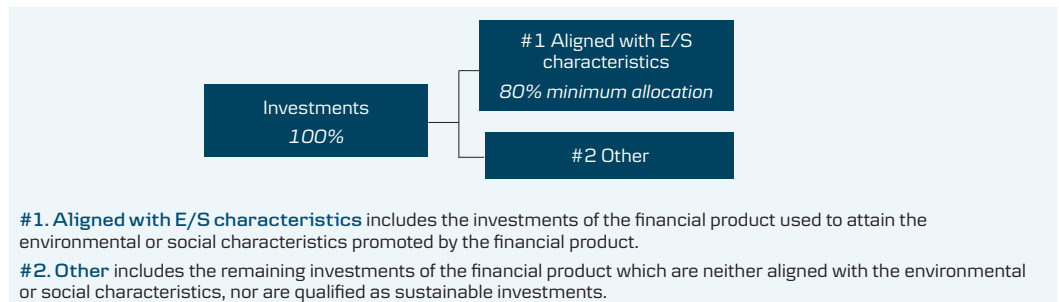 #1 Aligned with E/S
characteristics
80% minimum allocation
Investments
100%
#2 Other
#1. Aligned with E/S characteristics includes the investments of the financial product used to attain the
environmental or social characteristics promoted by the financial product.
#2. Other includes the remaining investments of the financial product which are neither aligned with the environmental
or social characteristics, nor are qualified as sustainable investments.